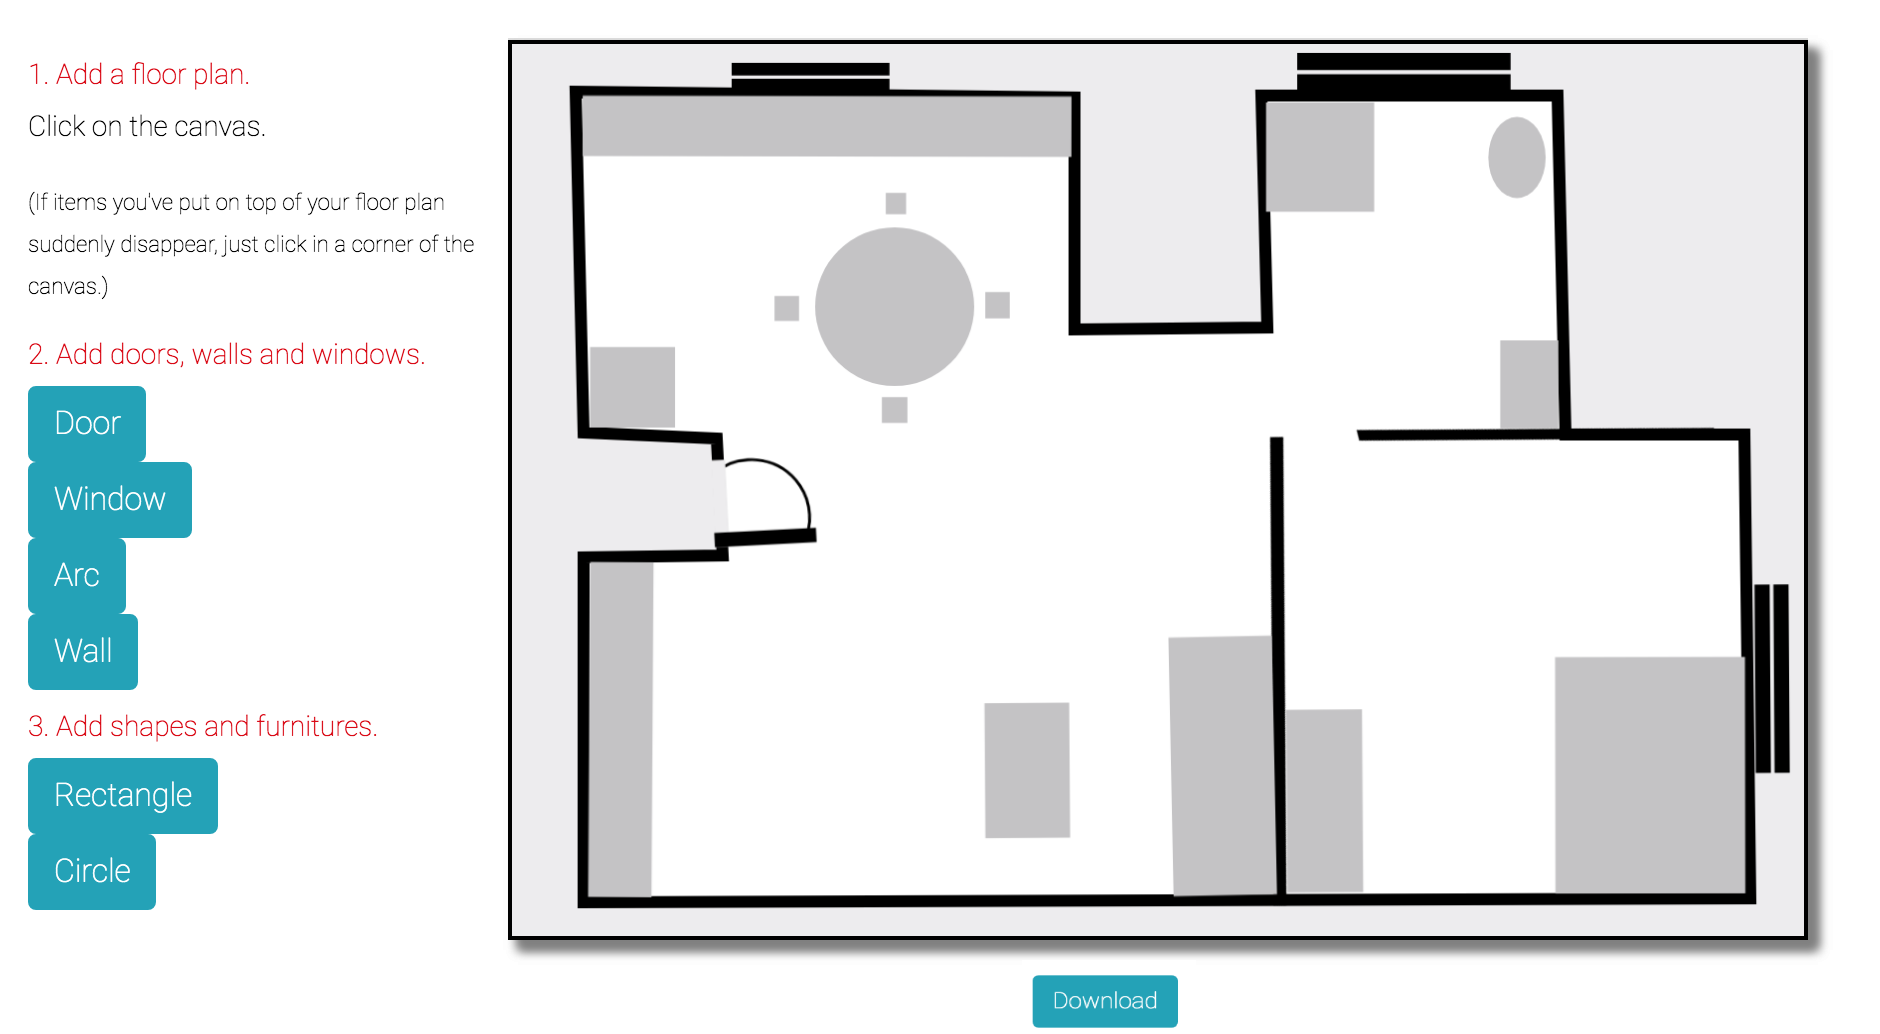 1. Add a floor plan.
Click on the canvas.
(If items you've put on top of your floor plan
suddenly disappear, just click in a corner of the
canvas.)
2. Add doors, walls and windows.
Door
Window
Arc
Wall
3. Add shapes and furnitures.
Rectangle
Circle
Download